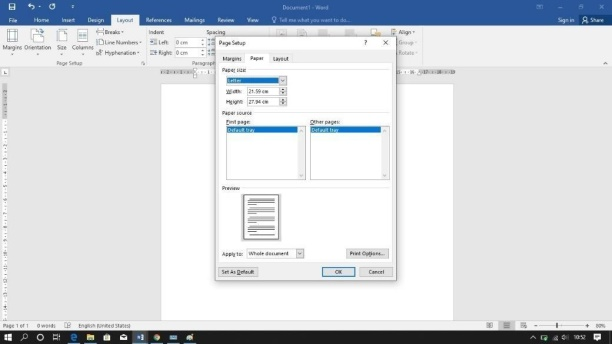 Document1 - Word
Sign in Share
File Home Insert Design Layout References Mailings Review View Tell me what you want to do...
Margins Orientation Size Columns
Breaks
Line Numbers
Hyphenation
Page Setup
Indent Spacing
Left: 0 cm
Right: 0 cm
Paragraph
Align
Group
Rotate
Page Setup ? ×
Margins Paper Layout
Paper size
Letter
Width: 21.59 cm
Height: 27.94 cm
Paper source
First page: Other pages:
Default tray Default tray
Preview
Apply to: Whole document Print Options...
Set As Default OK Cancel
Page 1 of 1 0 words English (United States)
10:52